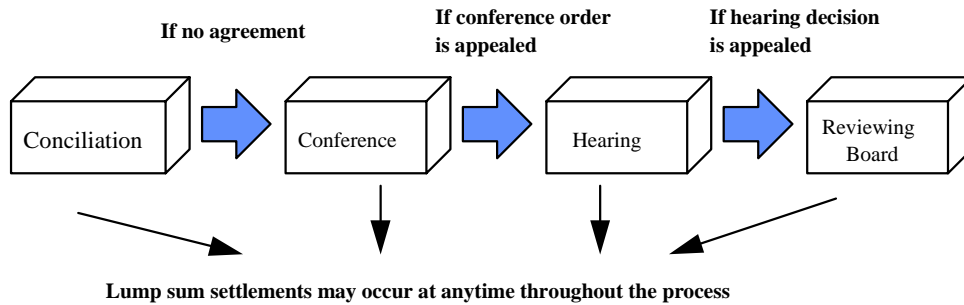 If no agreement
If conference order
is appealed
If hearing decision
is appealed
Conciliation
Conference
Hearing
Reviewing
Board
Lump sum settlements may occur at anytime throughout the process